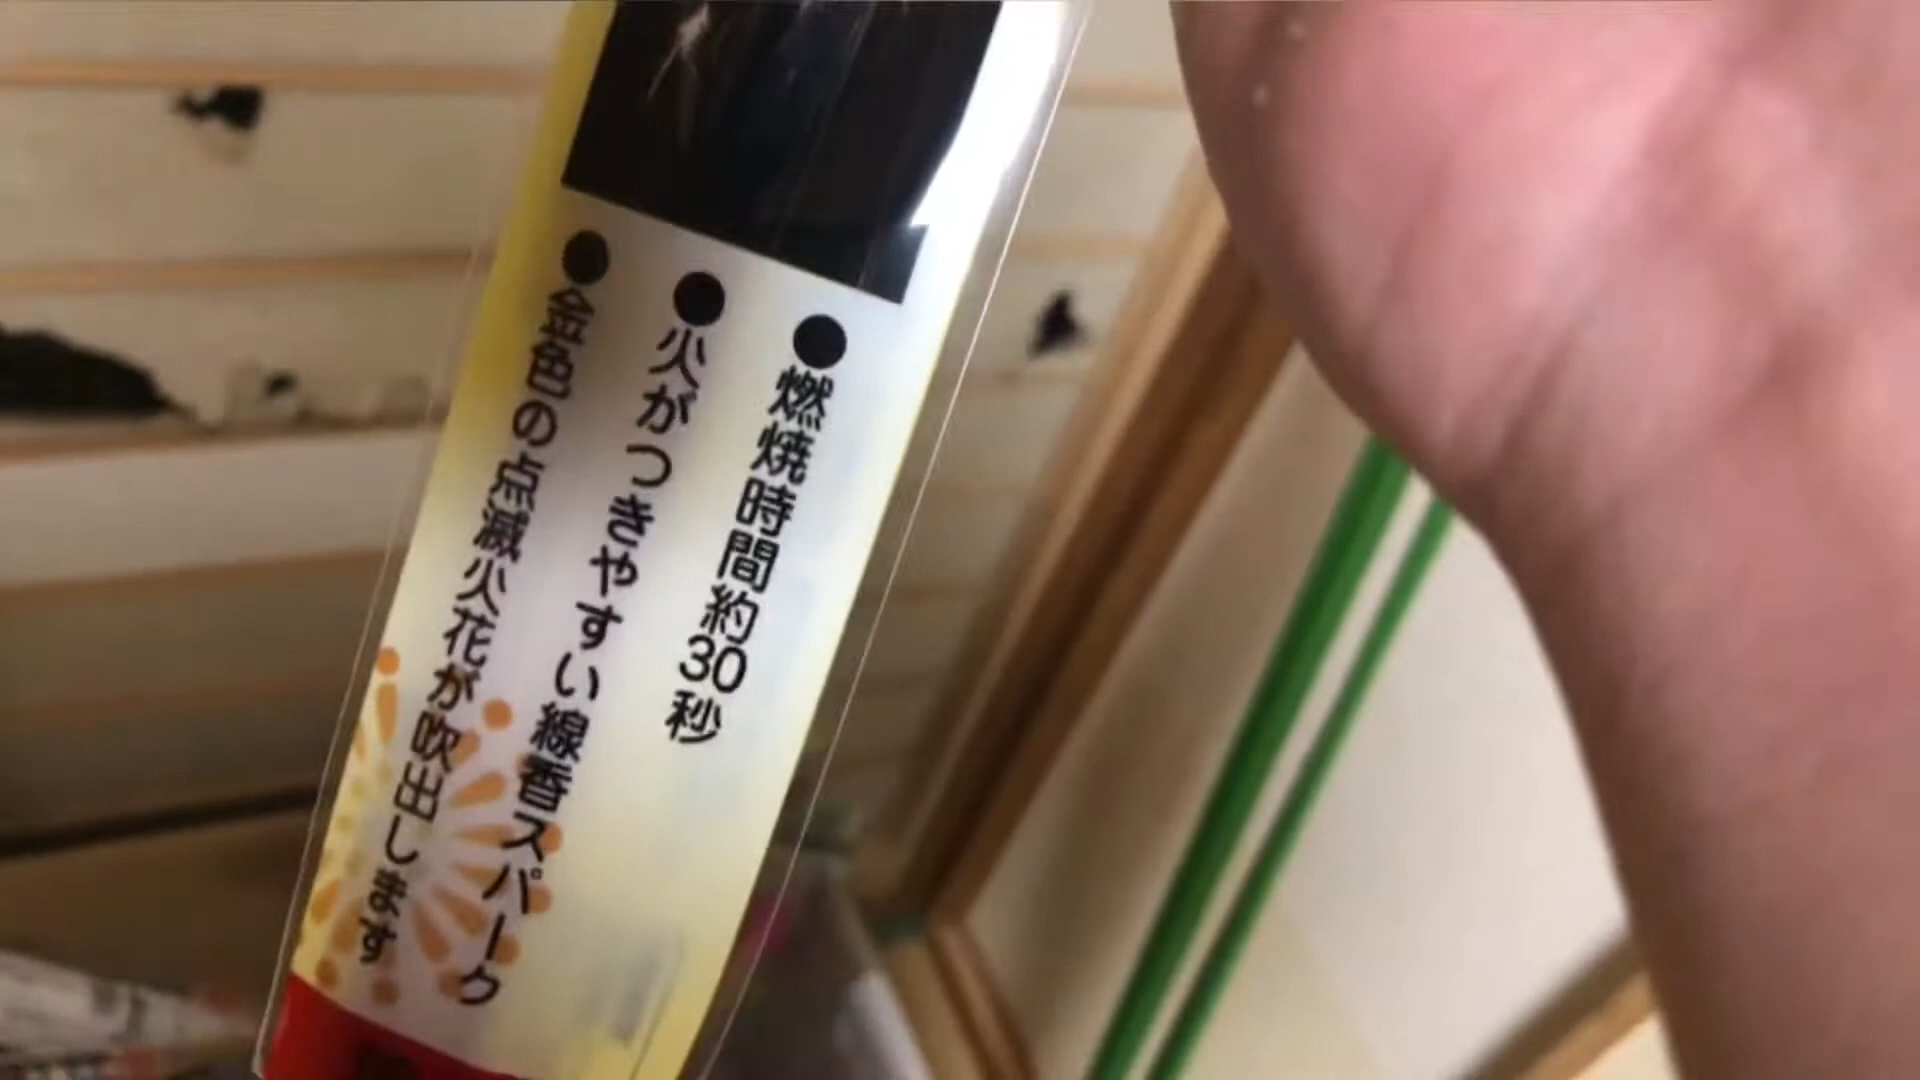 ●燃焼時間約30秒
●火がつきやすい線香スパーク
●金色の点滅火花が吹出します